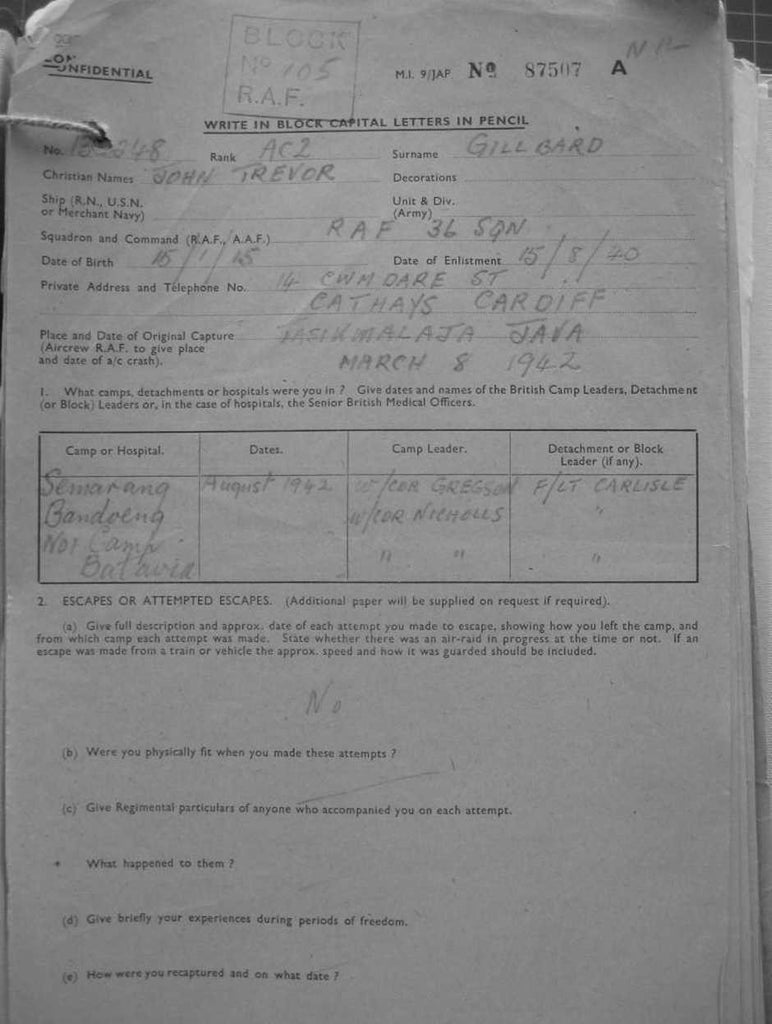 CONFIDENTIAL
BLOCK
No 105
R.A.F.
M.I. 9/JAP No 87507 A
NIL
WRITE IN BLOCK CAPITAL LETTERS IN PENCIL
No. Rank AC2 Surname GILLBARD
Christian Names JOHN TREVOR Decorations
Ship (R.N., U.S.N. or Merchant Navy) Unit & Div. (Army)
Squadron and Command (R.A.F., A.A.F.) RAF 36 SQN
Date of Birth 15/1/15 Date of Enlistment 15/8/40
Private Address and Telephone No. 14 CWMDARE ST
CATHAYS CARDIFF
Place and Date of Original Capture TASIKMALAJA JAVA
(Aircrew R.A.F. to give place
and date of a/c crash). MARCH 8 1942
1. What camps, detachments or hospitals were you in ? Give dates and names of the British Camp Leaders, Detachment
(or Block) Leaders or, in the case of hospitals, the Senior British Medical Officers.
Camp or Hospital. Dates. Camp Leader. Detachment or Block Leader (if any).
Semarang August 1942 W/CDR GREGSON F/LT CARLISLE
Bandoeng W/CDR NICHOLLS "
No1 Camp
Batavia " " "
2. ESCAPES OR ATTEMPTED ESCAPES. (Additional paper will be supplied on request if required).
(a) Give full description and approx. date of each attempt you made to escape, showing how you left the camp, and
from which camp each attempt was made. State whether there was an air-raid in progress at the time or not. If an
escape was made from a train or vehicle the approx. speed and how it was guarded should be included.
No
(b) Were you physically fit when you made these attempts ?
(c) Give Regimental particulars of anyone who accompanied you on each attempt.
What happened to them ?
(d) Give briefly your experiences during periods of freedom.
(e) How were you recaptured and on what date ?